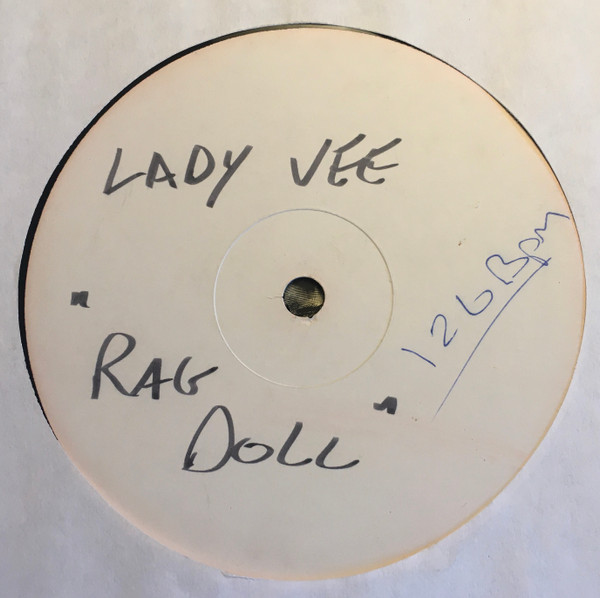 LADY VEE
"RAG
DOLL"
126 Bpm